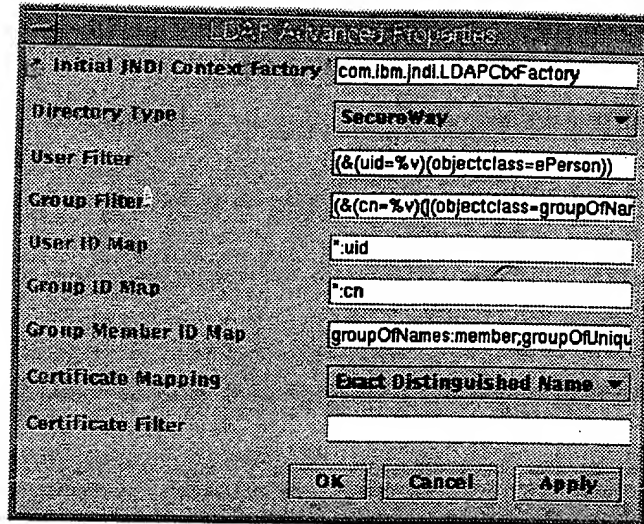 LDAP Advanced Properties
* Initial JNDI Context Factory com.ibm.jndi.LDAPCtxFactory
Directory Type SecureWay
User Filter (&(uid=%v)(objectclass=ePerson))
Group Filter (&(cn=%v)(|(objectclass=groupOfNar
User ID Map *:uid
Group ID Map *:cn
Group Member ID Map groupOfNames:member;groupOfUniqu
Certificate Mapping Exact Distinguished Name
Certificate Filter
OK Cancel Apply